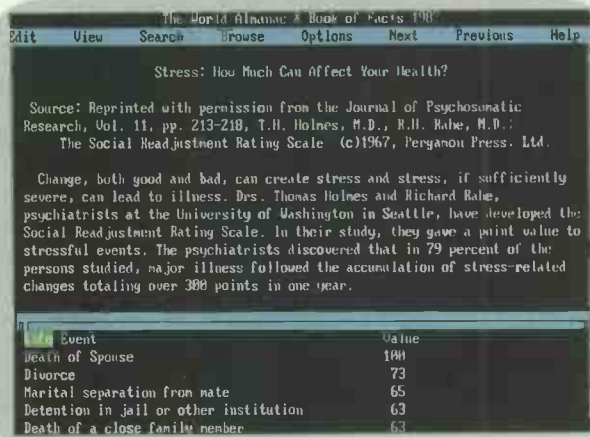 The World Almanac & Book of Facts 1987
Edit View Search Browse Options Next Previous Help
Stress: How Much Can Affect Your Health?
Source: Reprinted with permission from the Journal of Psychosomatic
Research, Vol. 11, pp. 213-218, T.H. Holmes, M.D., R.H. Rahe, M.D.:
The Social Readjustment Rating Scale (c)1967, Pergamon Press. Ltd.
Change, both good and bad, can create stress and stress, if sufficiently
severe, can lead to illness. Drs. Thomas Holmes and Richard Rahe,
psychiatrists at the University of Washington in Seattle, have developed the
Social Readjustment Rating Scale. In their study, they gave a point value to
stressful events. The psychiatrists discovered that in 79 percent of the
persons studied, major illness followed the accumulation of stress-related
changes totaling over 300 points in one year.
Event Value
Death of Spouse 100
Divorce 73
Marital separation from mate 65
Detention in jail or other institution 63
Death of a close family member 63